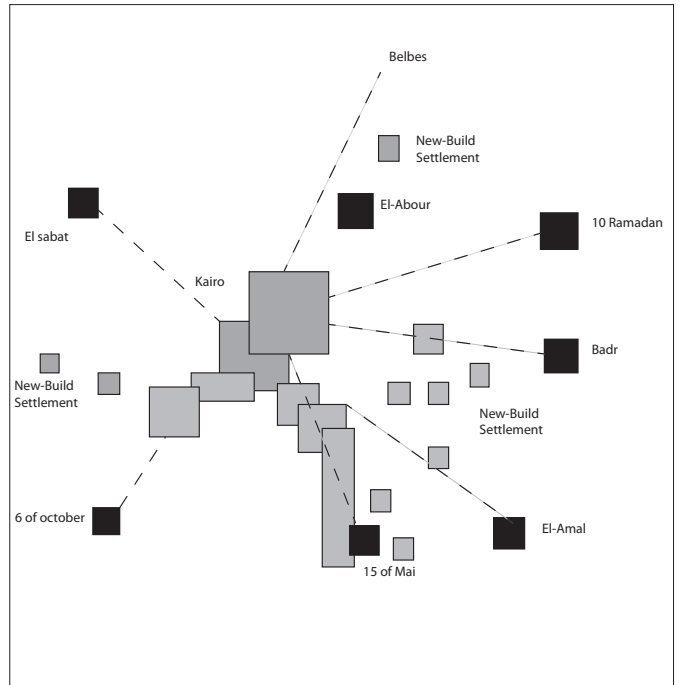 Belbes
New-Build
Settlement
El-Abour
10 Ramadan
El sabat
Kairo
Badr
New-Build
Settlement
New-Build
Settlement
6 of october
El-Amal
15 of Mai